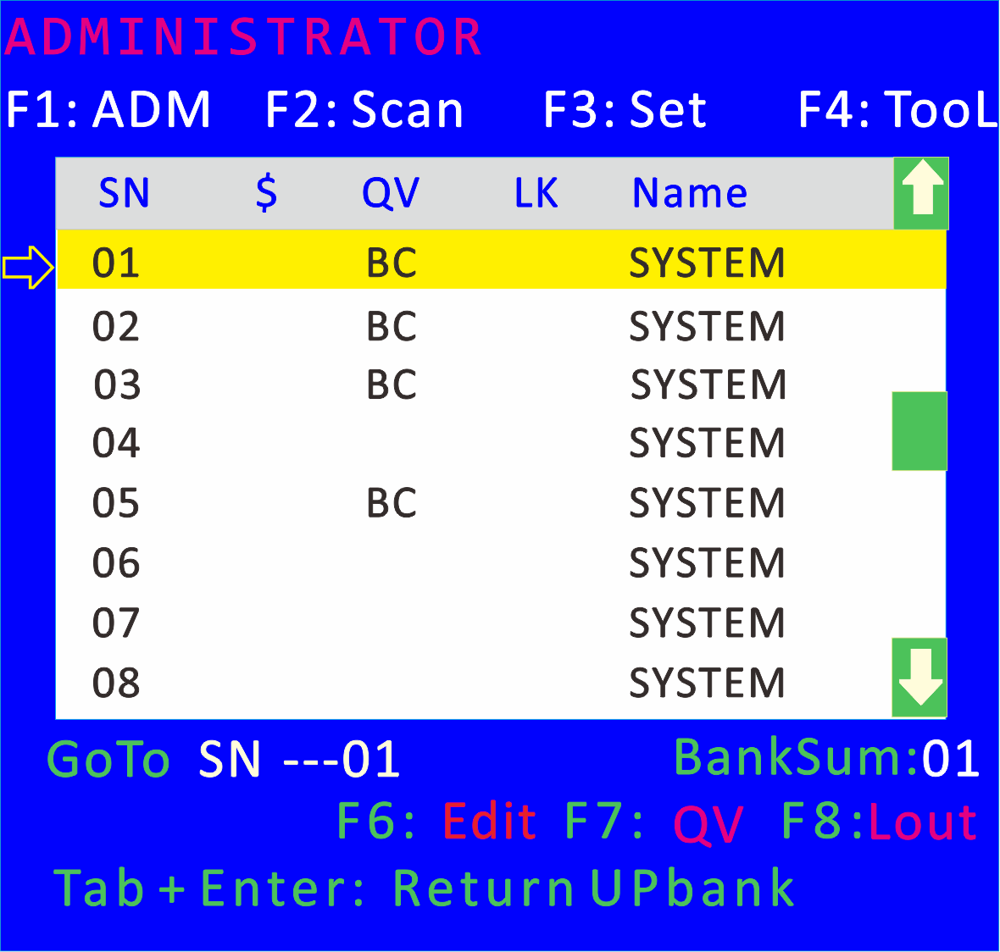 ADMINISTRATOR
F1: ADM F2: Scan F3: Set F4: TooL
SN $ QV LK Name
01 BC SYSTEM
02 BC SYSTEM
03 BC SYSTEM
04 SYSTEM
05 BC SYSTEM
06 SYSTEM
07 SYSTEM
08 SYSTEM
GoTo SN ---01 BankSum:01
F6: Edit F7: QV F8:Lout
Tab + Enter: Return UPbank